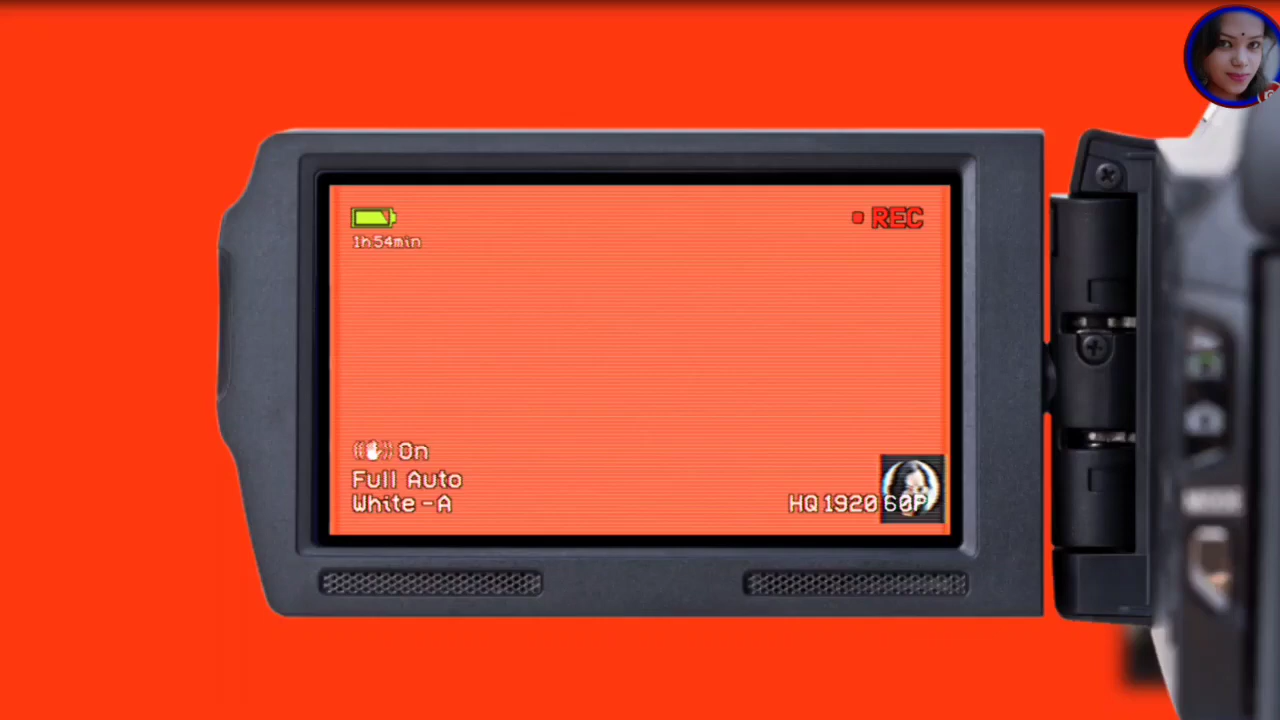 REC
1h54min
On
Full Auto
White-A
HQ 1920 60P